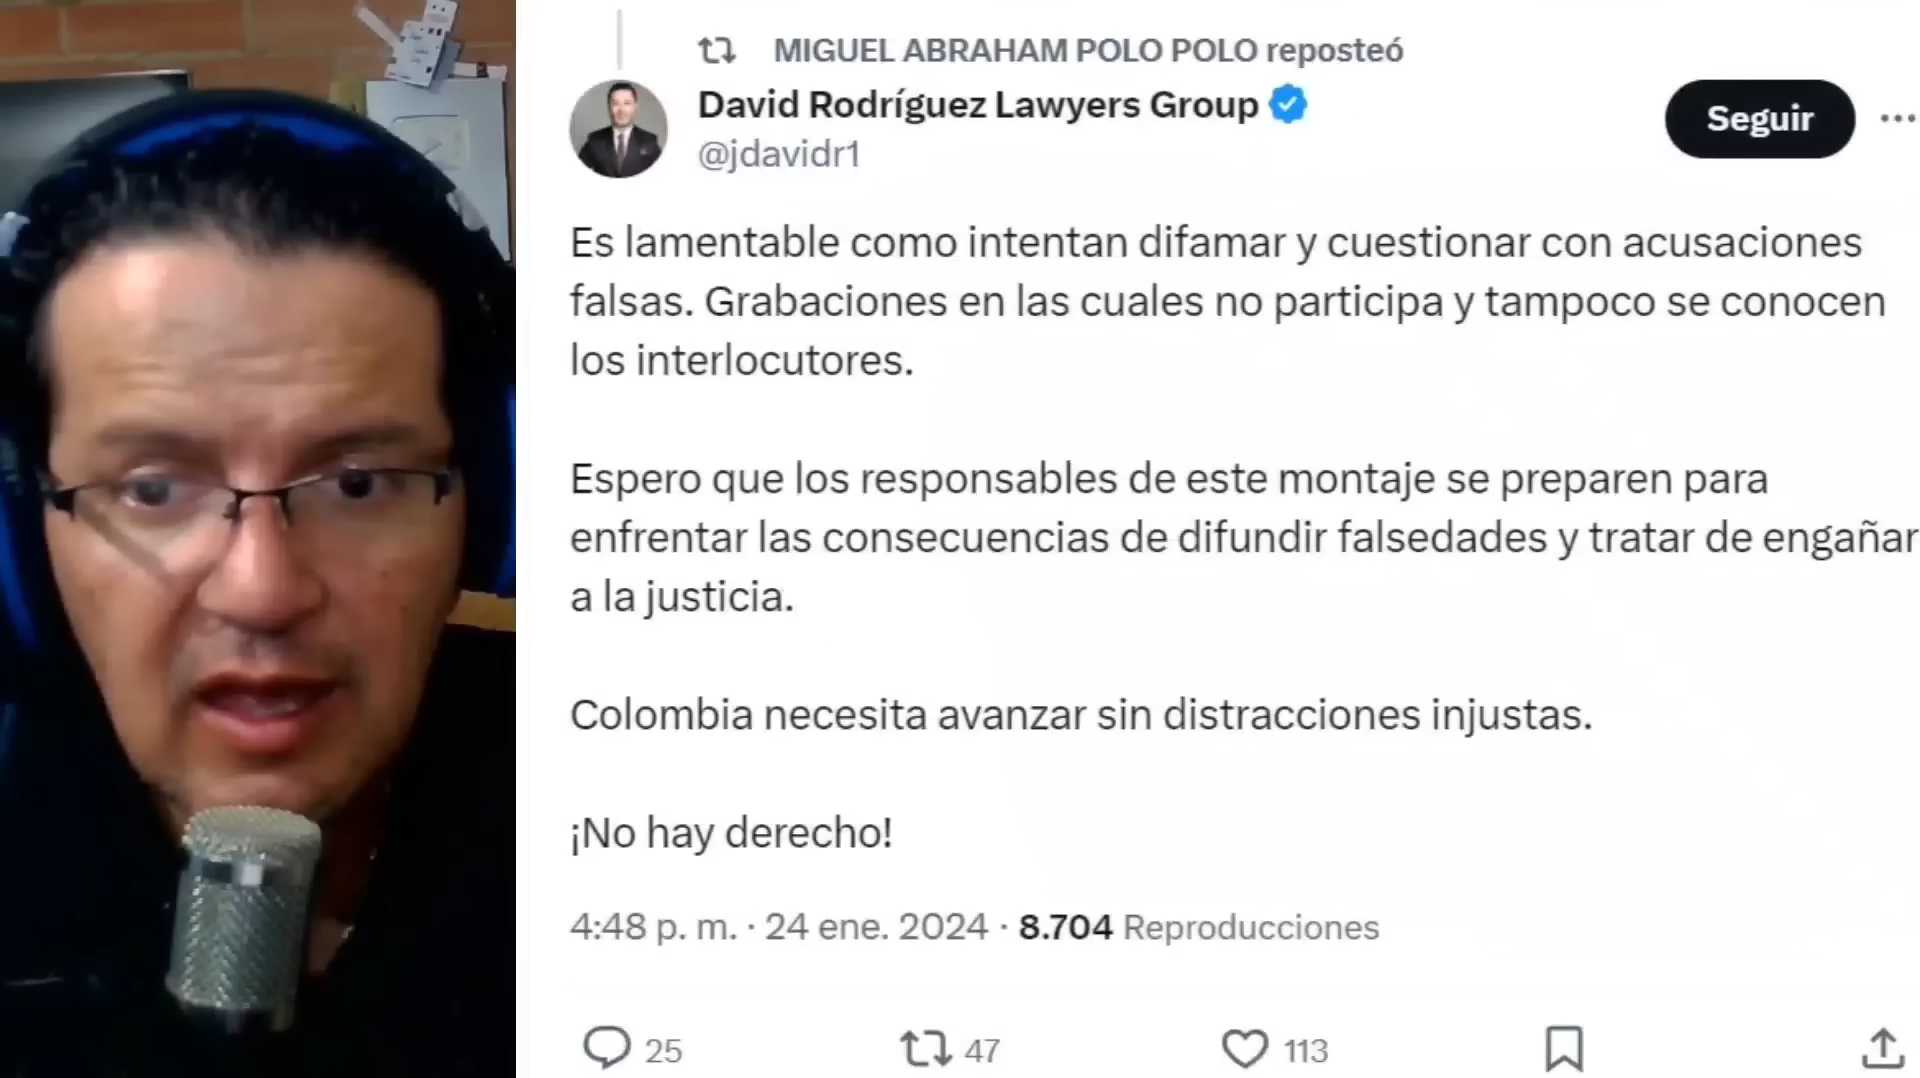 MIGUEL ABRAHAM POLO POLO reposteó
David Rodríguez Lawyers Group
@jdavidr1
Seguir
Es lamentable como intentan difamar y cuestionar con acusaciones
falsas. Grabaciones en las cuales no participa y tampoco se conocen
los interlocutores.
Espero que los responsables de este montaje se preparen para
enfrentar las consecuencias de difundir falsedades y tratar de engañar
a la justicia.
Colombia necesita avanzar sin distracciones injustas.
¡No hay derecho!
4:48 p. m. · 24 ene. 2024 · 8.704 Reproducciones
25 47 113